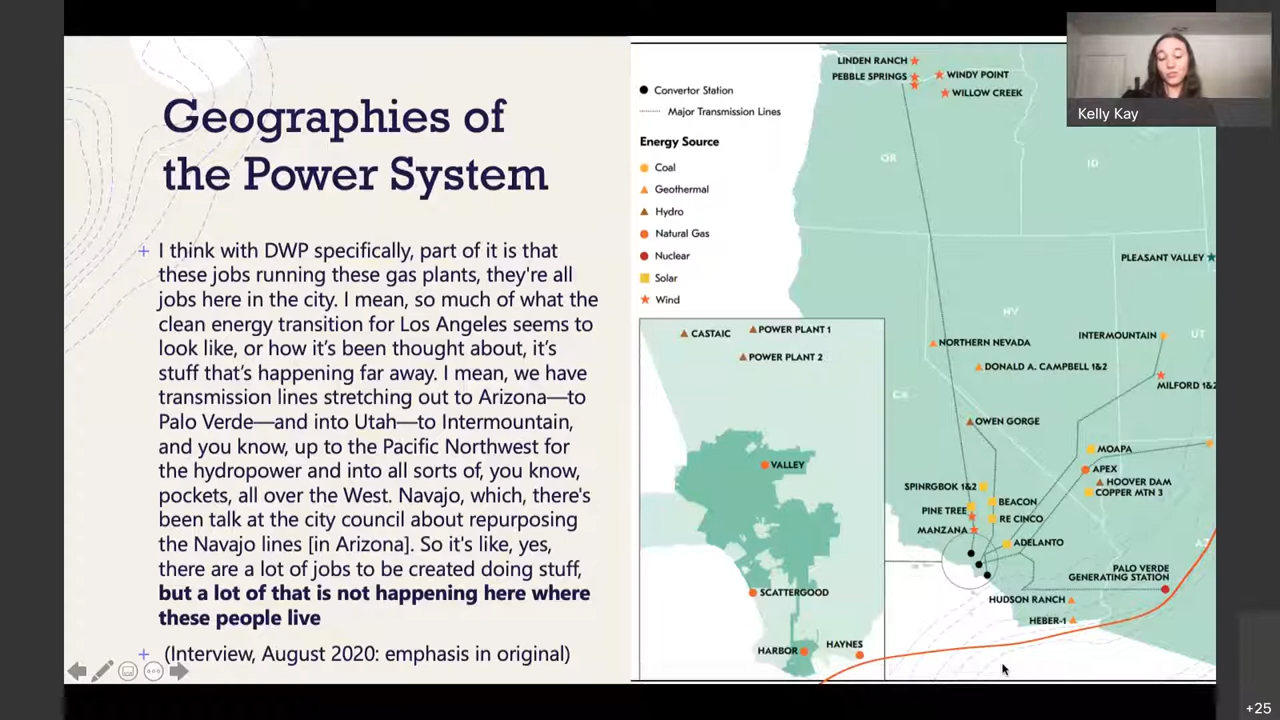 Geographies of
the Power System
+ I think with DWP specifically, part of it is that
these jobs running these gas plants, they're all
jobs here in the city. I mean, so much of what the
clean energy transition for Los Angeles seems to
look like, or how it's been thought about, it's
stuff that's happening far away. I mean, we have
transmission lines stretching out to Arizona—to
Palo Verde—and into Utah—to Intermountain,
and you know, up to the Pacific Northwest for
the hydropower and into all sorts of, you know,
pockets, all over the West. Navajo, which, there's
been talk at the city council about repurposing
the Navajo lines [in Arizona]. So it's like, yes,
there are a lot of jobs to be created doing stuff,
but a lot of that is not happening here where
these people live
+ (Interview, August 2020: emphasis in original)
Convertor Station
Major Transmission Lines
Energy Source
Coal
Geothermal
Hydro
Natural Gas
Nuclear
Solar
Wind
LINDEN RANCH
PEBBLE SPRINGS
WINDY POINT
WILLOW CREEK
OR
ID
PLEASANT VALLEY
NV
UT
CA
AZ
NORTHERN NEVADA
INTERMOUNTAIN
DONALD A. CAMPBELL 1&2
MILFORD 1&2
OWEN GORGE
MOAPA
APEX
HOOVER DAM
COPPER MTN 3
SPINRGBOK 1&2
BEACON
PINE TREE
RE CINCO
MANZANA
ADELANTO
PALO VERDE
GENERATING STATION
HUDSON RANCH
HEBER-1
CASTAIC
POWER PLANT 1
POWER PLANT 2
VALLEY
SCATTERGOOD
HARBOR
HAYNES
Kelly Kay
+25